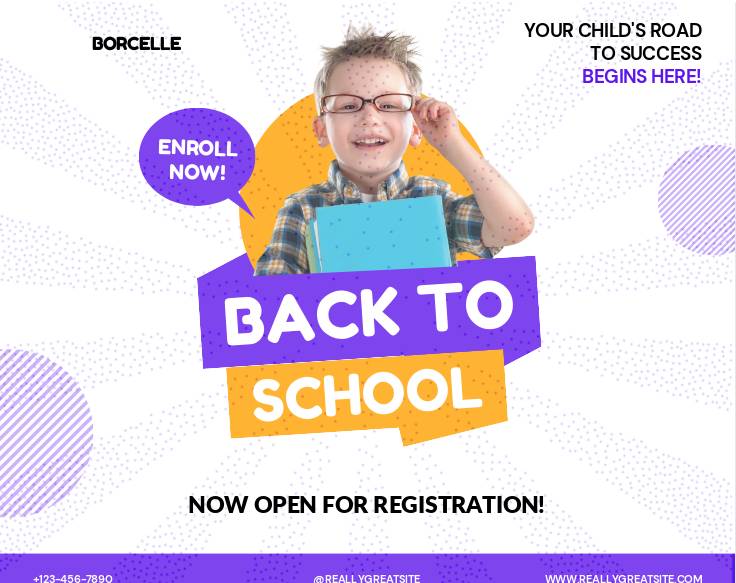 BORCELLE
YOUR CHILD'S ROAD
TO SUCCESS
BEGINS HERE!
ENROLL
NOW!
BACK TO
SCHOOL
NOW OPEN FOR REGISTRATION!
+123-456-7890
@REALLYGREATSITE
WWW.REALLYGREATSITE.COM